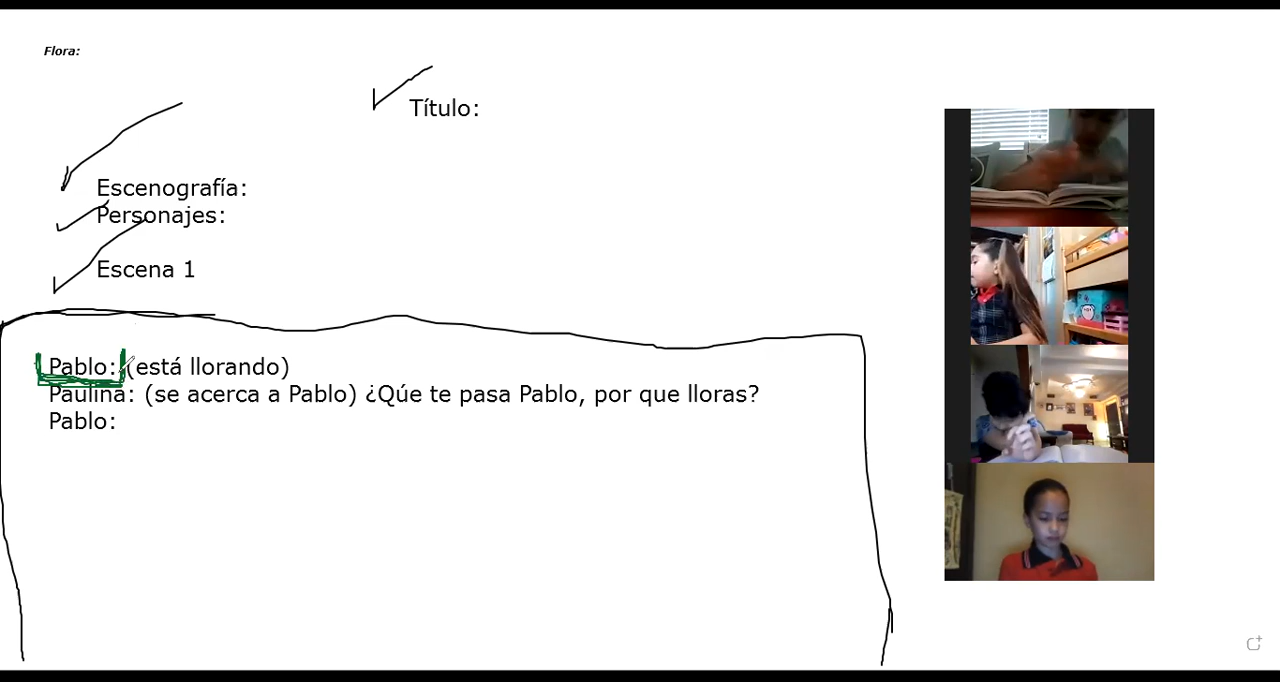 Flora:
Título:
Escenografía:
Personajes:
Escena 1
Pablo: (está llorando)
Paulina: (se acerca a Pablo) ¿Qúe te pasa Pablo, por que lloras?
Pablo: